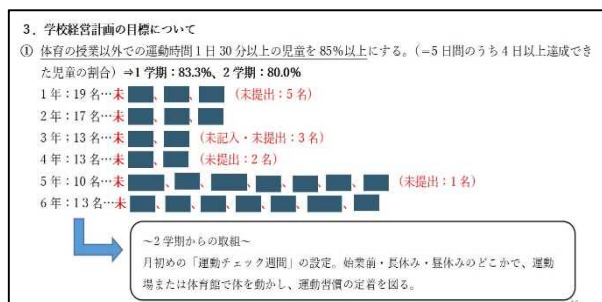 3．学校経営計画の目標について
① 体育の授業以外での運動時間1日30分以上の児童を85%以上にする。（＝5日間のうち4日以上達成で
きた児童の割合）⇒1学期：83.3%、2学期：80.0%
1年：19名…未 、 、 （未提出：5名）
2年：17名…未 、 、
3年：13名…未 、 （未記入・未提出：3名）
4年：13名…未 、 （未提出：2名）
5年：10名…未 、 、 、 、 、 、 （未提出：1名）
6年：13名…未 、 、 、 、 、 、
～2学期からの取組～
月初めの「運動チェック週間」の設定。始業前・長休み・昼休みのどこかで、運動
場または体育館で体を動かし、運動習慣の定着を図る。